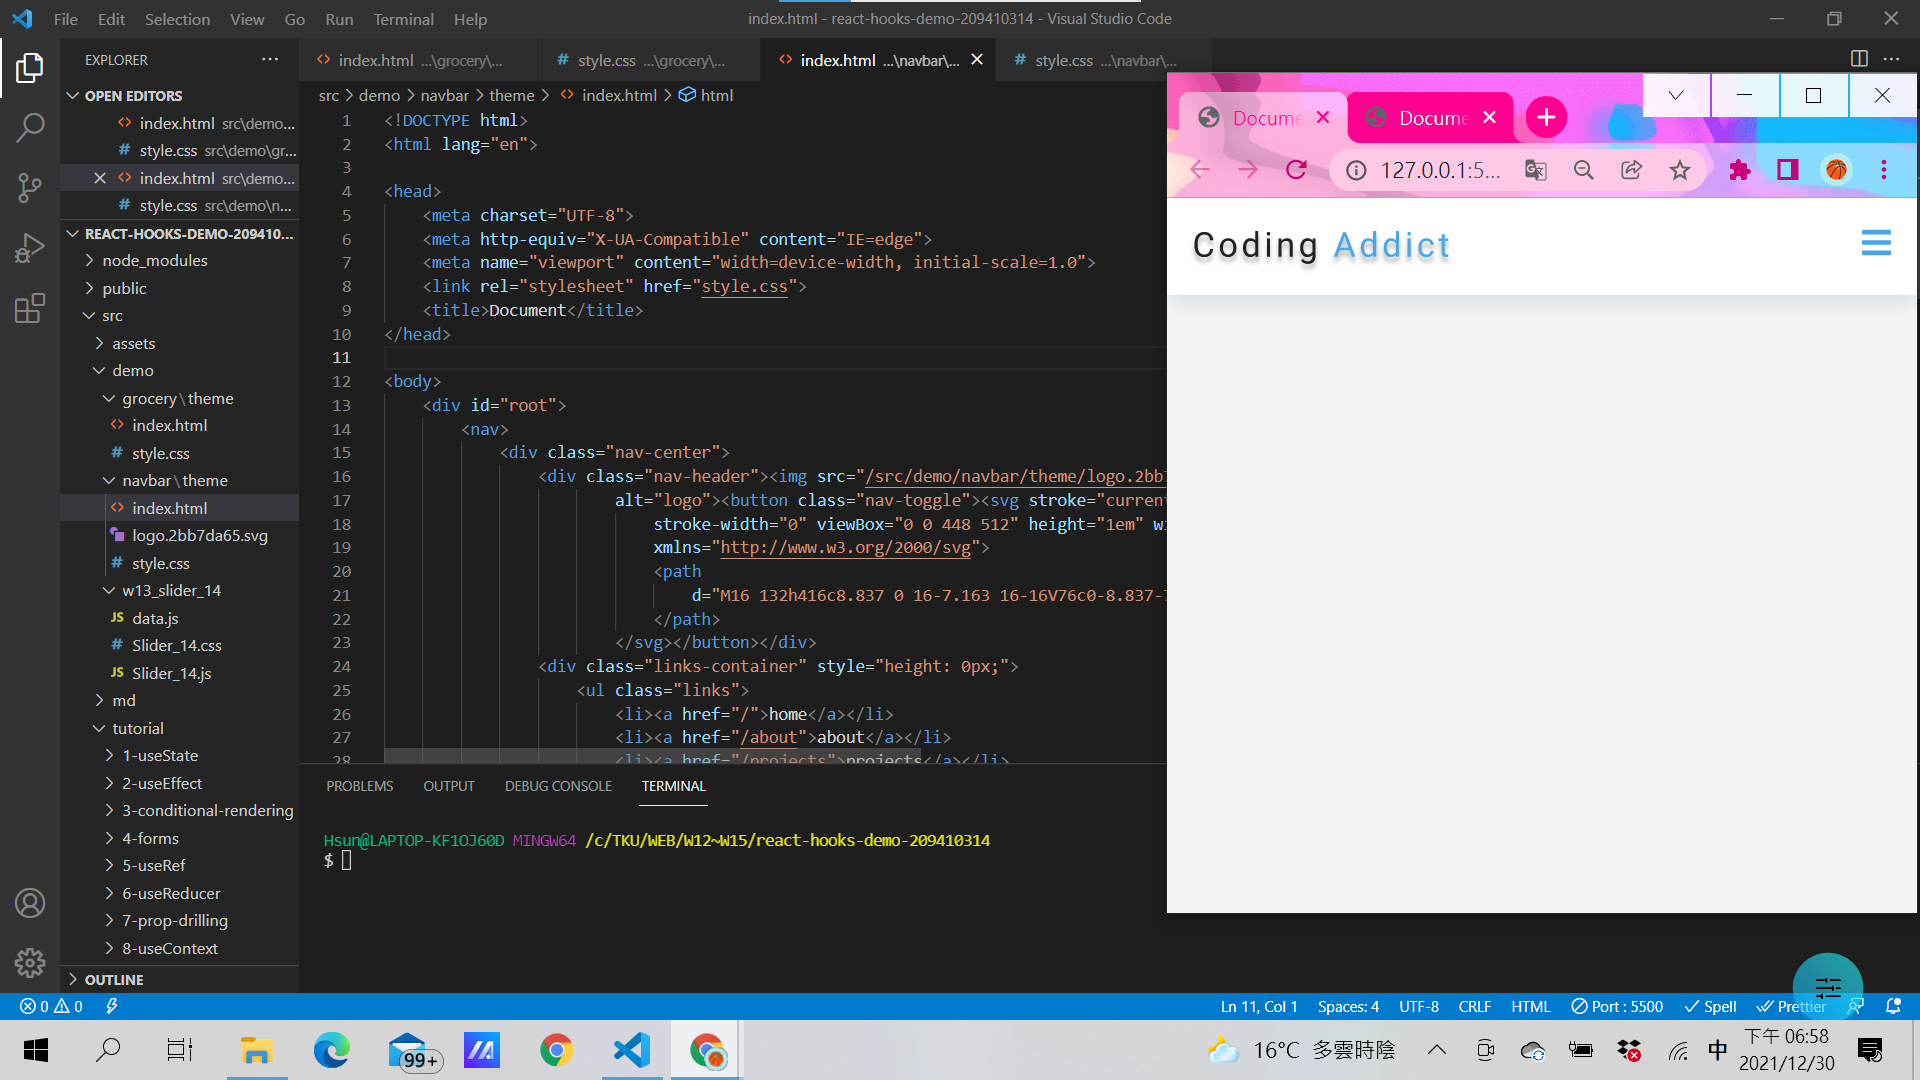 File Edit Selection View Go Run Terminal Help
index.html - react-hooks-demo-209410314 - Visual Studio Code
EXPLORER
OPEN EDITORS
index.html src\demo...
style.css src\demo\gr...
index.html src\demo...
style.css src\demo\n...
REACT-HOOKS-DEMO-209410...
node_modules
public
src
assets
demo
grocery\theme
index.html
style.css
navbar\theme
index.html
logo.2bb7da65.svg
style.css
w13_slider_14
JS data.js
Slider_14.css
JS Slider_14.js
md
tutorial
1-useState
2-useEffect
3-conditional-rendering
4-forms
5-useRef
6-useReducer
7-prop-drilling
8-useContext
OUTLINE
index.html ...\grocery\...
style.css ...\grocery\...
index.html ...\navbar\...
style.css ...\navbar\...
src > demo > navbar > theme > index.html > html
1 <!DOCTYPE html>
2 <html lang="en">
3
4 <head>
5 <meta charset="UTF-8">
6 <meta http-equiv="X-UA-Compatible" content="IE=edge">
7 <meta name="viewport" content="width=device-width, initial-scale=1.0">
8 <link rel="stylesheet" href="style.css">
9 <title>Document</title>
10 </head>
11
12 <body>
13 <div id="root">
14 <nav>
15 <div class="nav-center">
16 <div class="nav-header"><img src="/src/demo/navbar/theme/logo.2bb
17 alt="logo"><button class="nav-toggle"><svg stroke="curren
18 stroke-width="0" viewBox="0 0 448 512" height="1em" wi
19 xmlns="http://www.w3.org/2000/svg">
20 <path
21 d="M16 132h416c8.837 0 16-7.163 16-16V76c0-8.837-
22 </path>
23 </svg></button></div>
24 <div class="links-container" style="height: 0px;">
25 <ul class="links">
26 <li><a href="/">home</a></li>
27 <li><a href="/about">about</a></li>
28 <li><a href="/projects">projects</a></li>
PROBLEMS OUTPUT DEBUG CONSOLE TERMINAL
Hsun@LAPTOP-KF1OJ60D MINGW64 /c/TKU/WEB/W12~W15/react-hooks-demo-209410314
$
Docume
Docume
127.0.0.1:5...
Coding Addict
0 0
Ln 11, Col 1 Spaces: 4 UTF-8 CRLF HTML Port : 5500 Spell Prettier
99+
16°C 多雲時陰
中
下午 06:58
2021/12/30